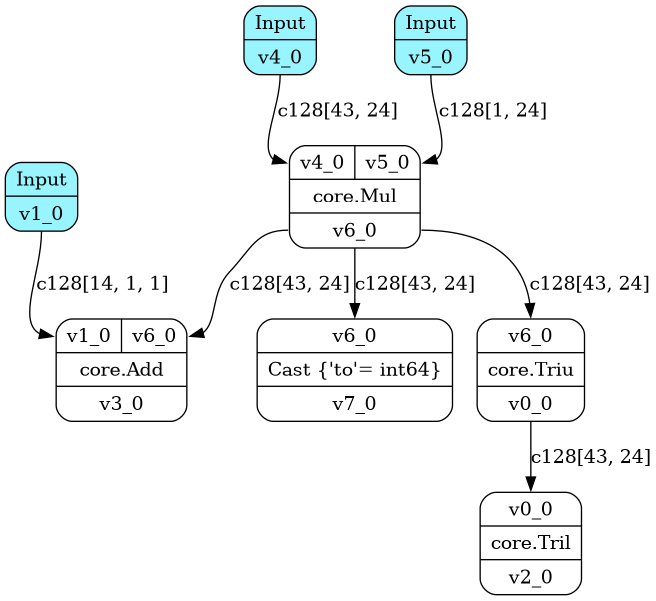 Input
v4_0
Input
v5_0
c128[43, 24]
c128[1, 24]
v4_0 v5_0
core.Mul
v6_0
Input
v1_0
c128[14, 1, 1]
c128[43, 24]
c128[43, 24]
c128[43, 24]
v1_0 v6_0
core.Add
v3_0
v6_0
Cast {'to'= int64}
v7_0
v6_0
core.Triu
v0_0
c128[43, 24]
v0_0
core.Tril
v2_0